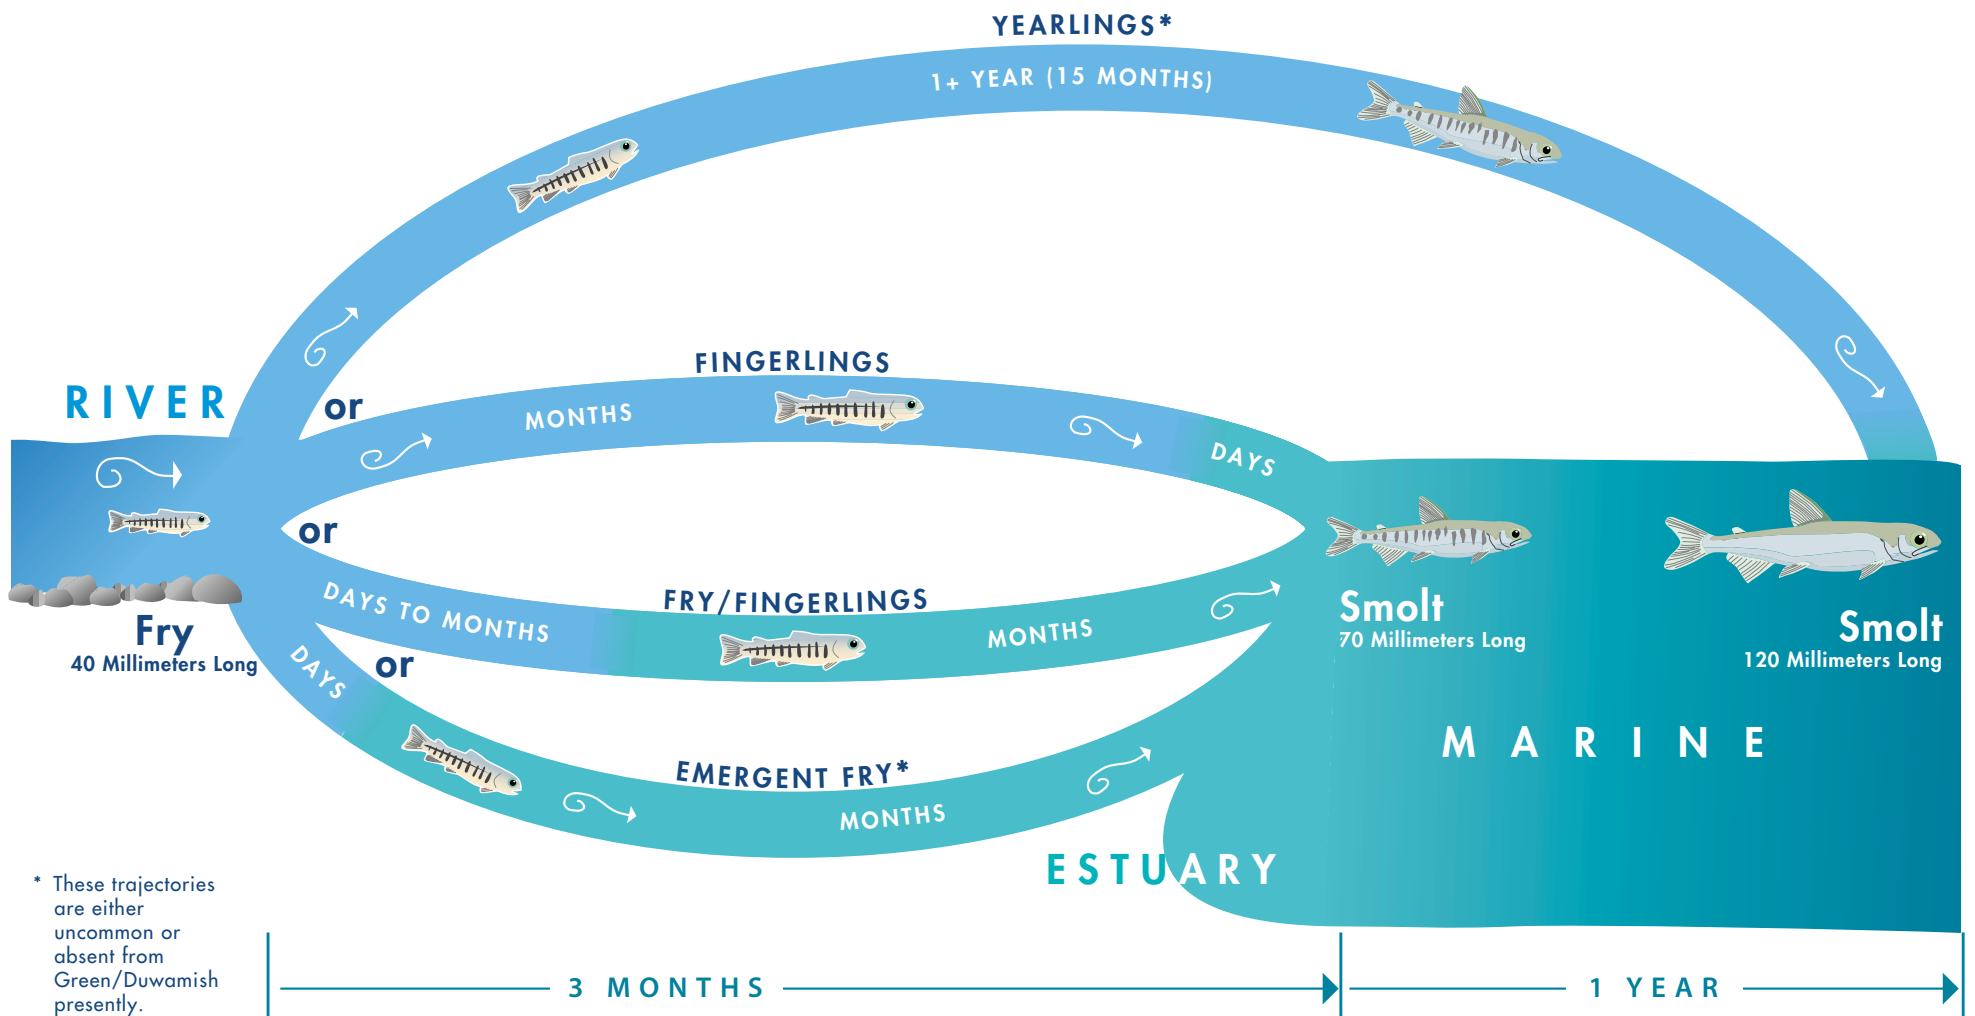 YEARLINGS*
1+ YEAR (15 MONTHS)
FINGERLINGS
RIVER
or
MONTHS
DAYS
or
FRY/FINGERLINGS
DAYS TO MONTHS
MONTHS
Smolt
70 Millimeters Long
Smolt
120 Millimeters Long
Fry
40 Millimeters Long
DAYS
or
MARINE
EMERGENT FRY*
MONTHS
ESTUARY
* These trajectories
are either
uncommon or
absent from
Green/Duwamish
presently.
3 MONTHS
1 YEAR